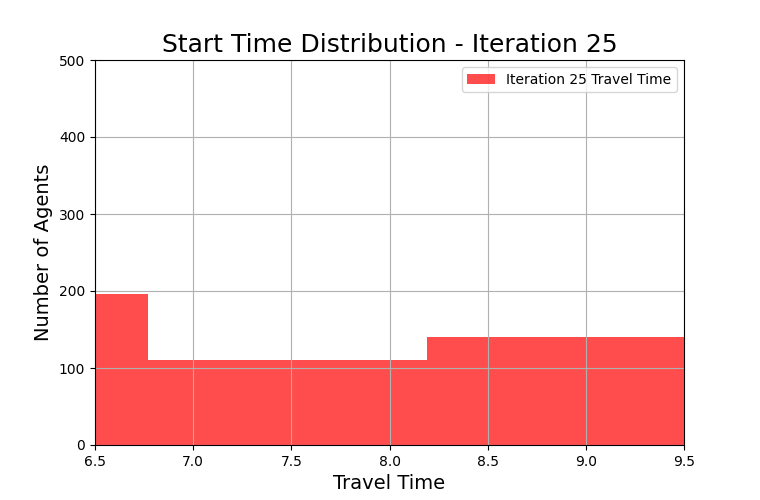 Start Time Distribution - Iteration 25
Iteration 25 Travel Time
Number of Agents
500
400
300
200
100
0
6.5 7.0 7.5 8.0 8.5 9.0 9.5
Travel Time